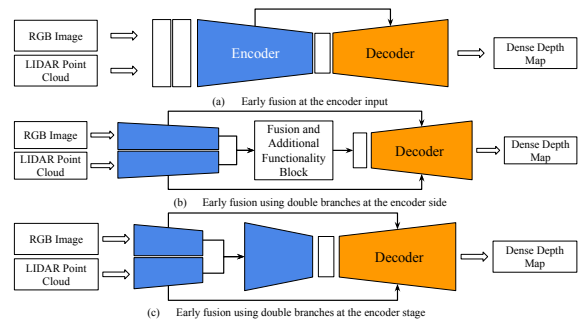 RGB Image
LIDAR Point
Cloud
Encoder
Decoder
Dense Depth
Map
(a) Early fusion at the encoder input
RGB Image
LIDAR Point
Cloud
Fusion and
Additional
Functionality
Block
Decoder
Dense Depth
Map
(b) Early fusion using double branches at the encoder side
RGB Image
LIDAR Point
Cloud
Decoder
Dense Depth
Map
(c) Early fusion using double branches at the encoder stage